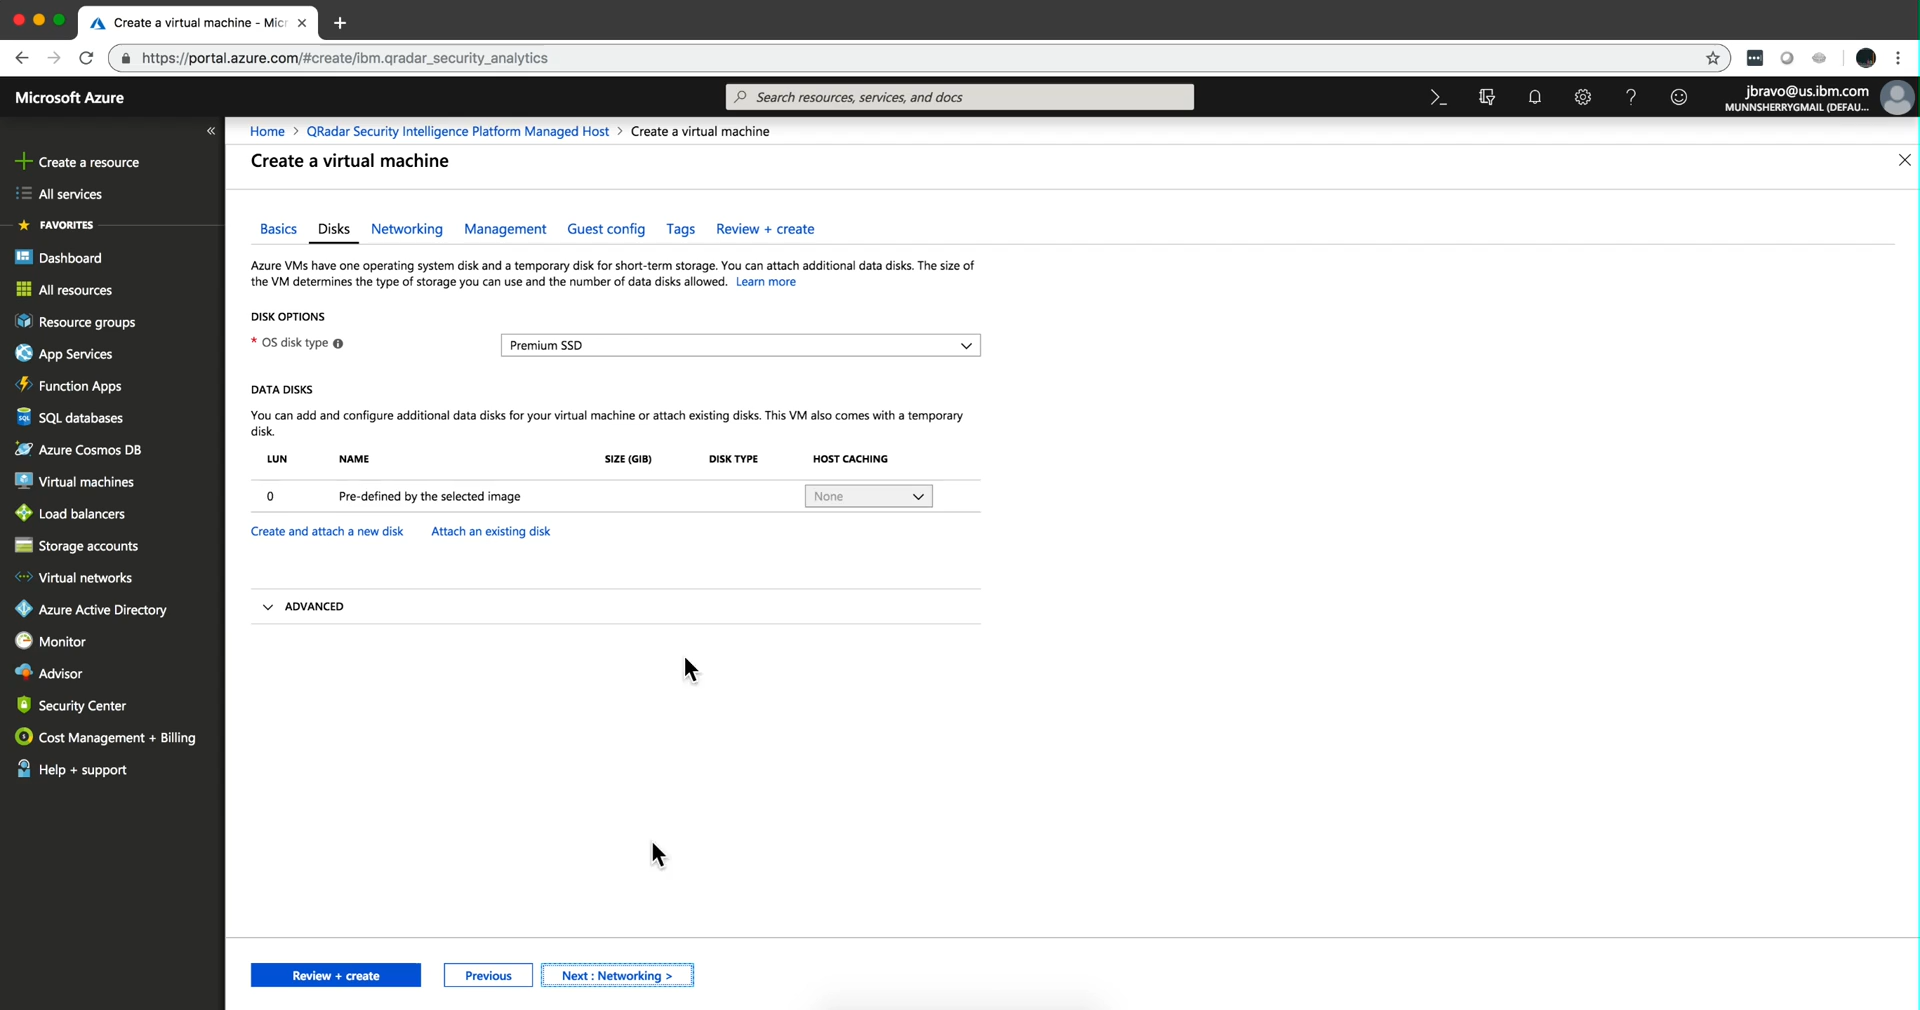 Create a virtual machine - Mic
https://portal.azure.com/#create/ibm.qradar_security_analytics
Microsoft Azure
Search resources, services, and docs
jbravo@us.ibm.com
MUNNSHERRYGMAIL (DEFAU...
Create a resource
All services
FAVORITES
Dashboard
All resources
Resource groups
App Services
Function Apps
SQL databases
Azure Cosmos DB
Virtual machines
Load balancers
Storage accounts
Virtual networks
Azure Active Directory
Monitor
Advisor
Security Center
Cost Management + Billing
Help + support
Home > QRadar Security Intelligence Platform Managed Host > Create a virtual machine
Create a virtual machine
Basics Disks Networking Management Guest config Tags Review + create
Azure VMs have one operating system disk and a temporary disk for short-term storage. You can attach additional data disks. The size of
the VM determines the type of storage you can use and the number of data disks allowed. Learn more
DISK OPTIONS
* OS disk type Premium SSD
DATA DISKS
You can add and configure additional data disks for your virtual machine or attach existing disks. This VM also comes with a temporary
disk.
LUN NAME SIZE (GIB) DISK TYPE HOST CACHING
0 Pre-defined by the selected image None
Create and attach a new disk Attach an existing disk
ADVANCED
Review + create Previous Next : Networking >